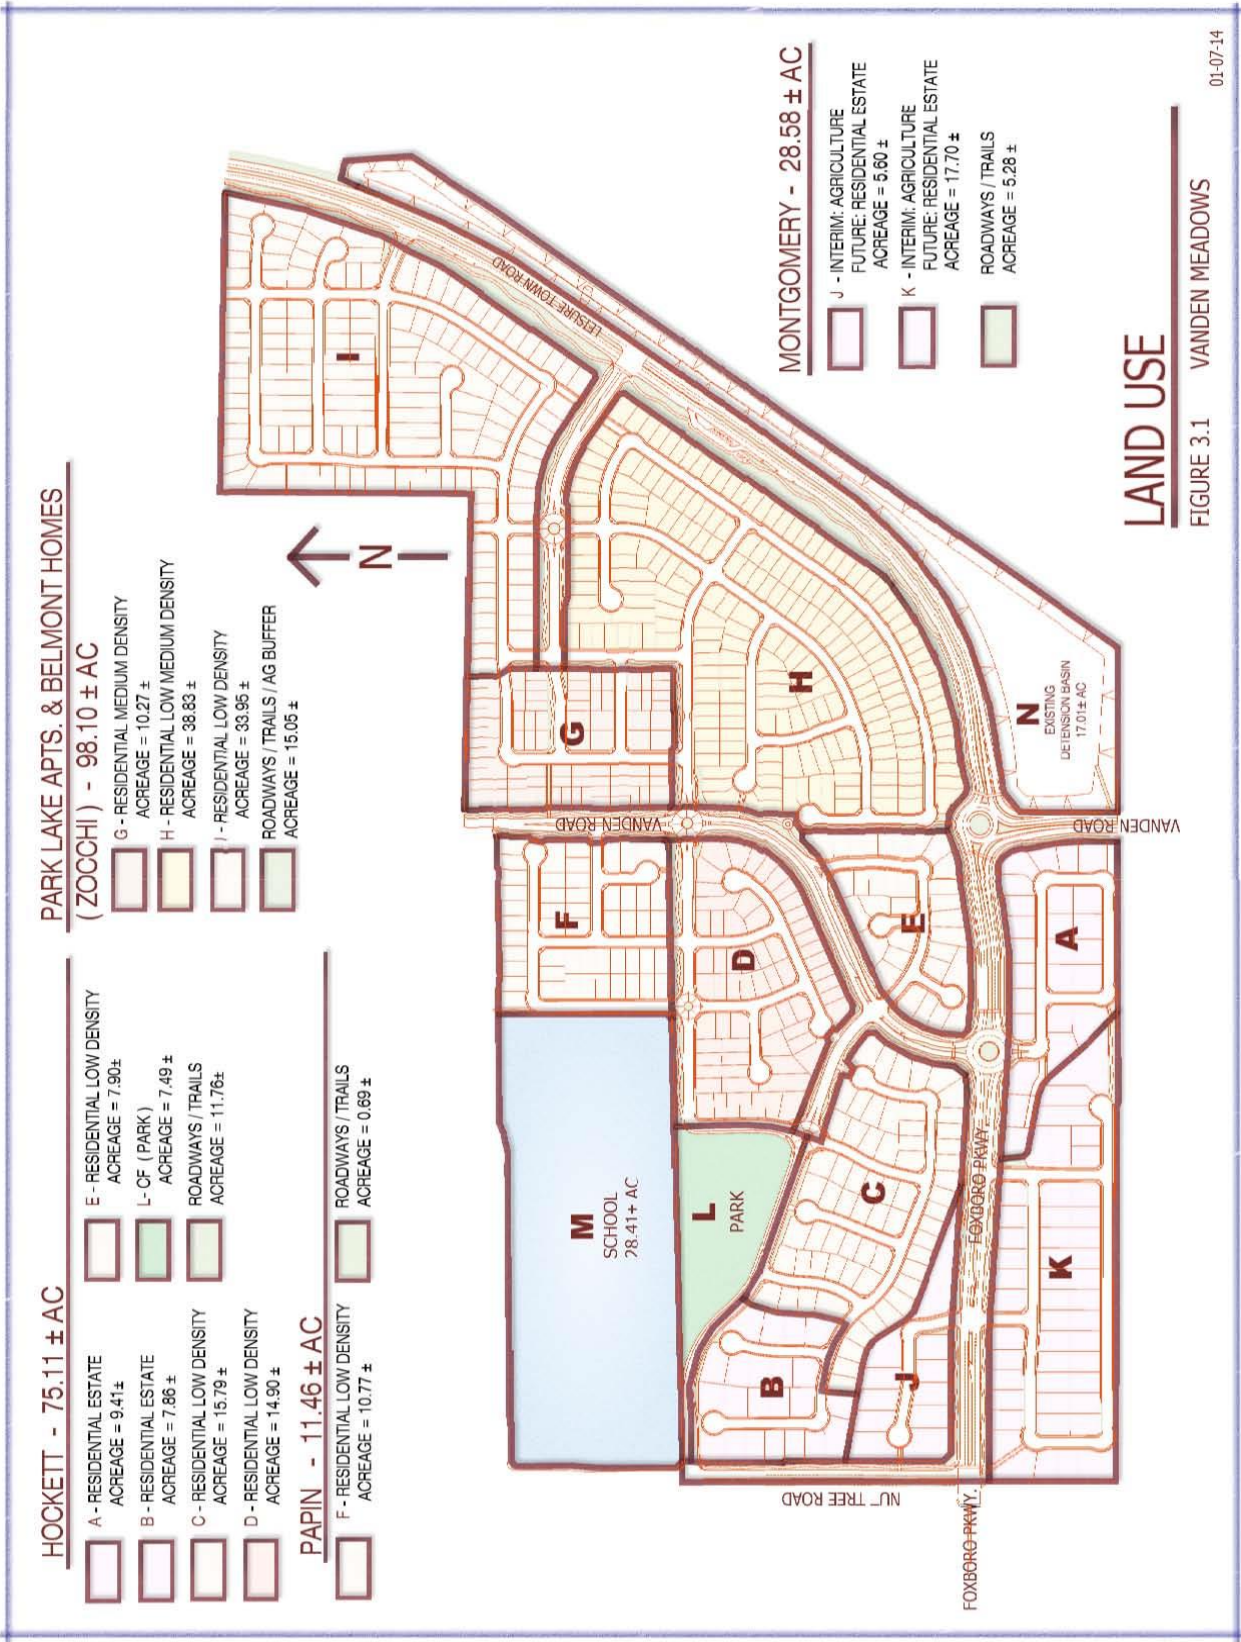 HOCKETT - 75.11 ± AC
A - RESIDENTIAL ESTATE
ACREAGE = 9.41±
B - RESIDENTIAL ESTATE
ACREAGE = 7.86 ±
C - RESIDENTIAL LOW DENSITY
ACREAGE = 15.79 ±
D - RESIDENTIAL LOW DENSITY
ACREAGE = 14.90 ±
E - RESIDENTIAL LOW DENSITY
ACREAGE = 7.90±
L- CF ( PARK )
ACREAGE = 7.49 ±
ROADWAYS / TRAILS
ACREAGE = 11.76±
PAPIN - 11.46 ± AC
F - RESIDENTIAL LOW DENSITY
ACREAGE = 10.77 ±
ROADWAYS / TRAILS
ACREAGE = 0.69 ±
PARK LAKE APTS. & BELMONT HOMES
( ZOCCHI ) - 98.10 ± AC
G - RESIDENTIAL MEDIUM DENSITY
ACREAGE = 10.27 ±
H - RESIDENTIAL LOW MEDIUM DENSITY
ACREAGE = 38.83 ±
I - RESIDENTIAL LOW DENSITY
ACREAGE = 33.95 ±
ROADWAYS / TRAILS / AG BUFFER
ACREAGE = 15.05 ±
N
MONTGOMERY - 28.58 ± AC
J - INTERIM: AGRICULTURE
FUTURE: RESIDENTIAL ESTATE
ACREAGE = 5.60 ±
K - INTERIM: AGRICULTURE
FUTURE: RESIDENTIAL ESTATE
ACREAGE = 17.70 ±
ROADWAYS / TRAILS
ACREAGE = 5.28 ±
I
LEISURE TOWN ROAD
G
H
VANDEN ROAD
F
D
E
A
M
SCHOOL
28.41+ AC
L
PARK
C
B
J
K
FOXBORO PKWY
NUT TREE ROAD
FOXBORO PKWY.
VANDEN ROAD
N
EXISTING
DETENSION BASIN
17.01± AC
LAND USE
FIGURE 3.1 VANDEN MEADOWS
01-07-14